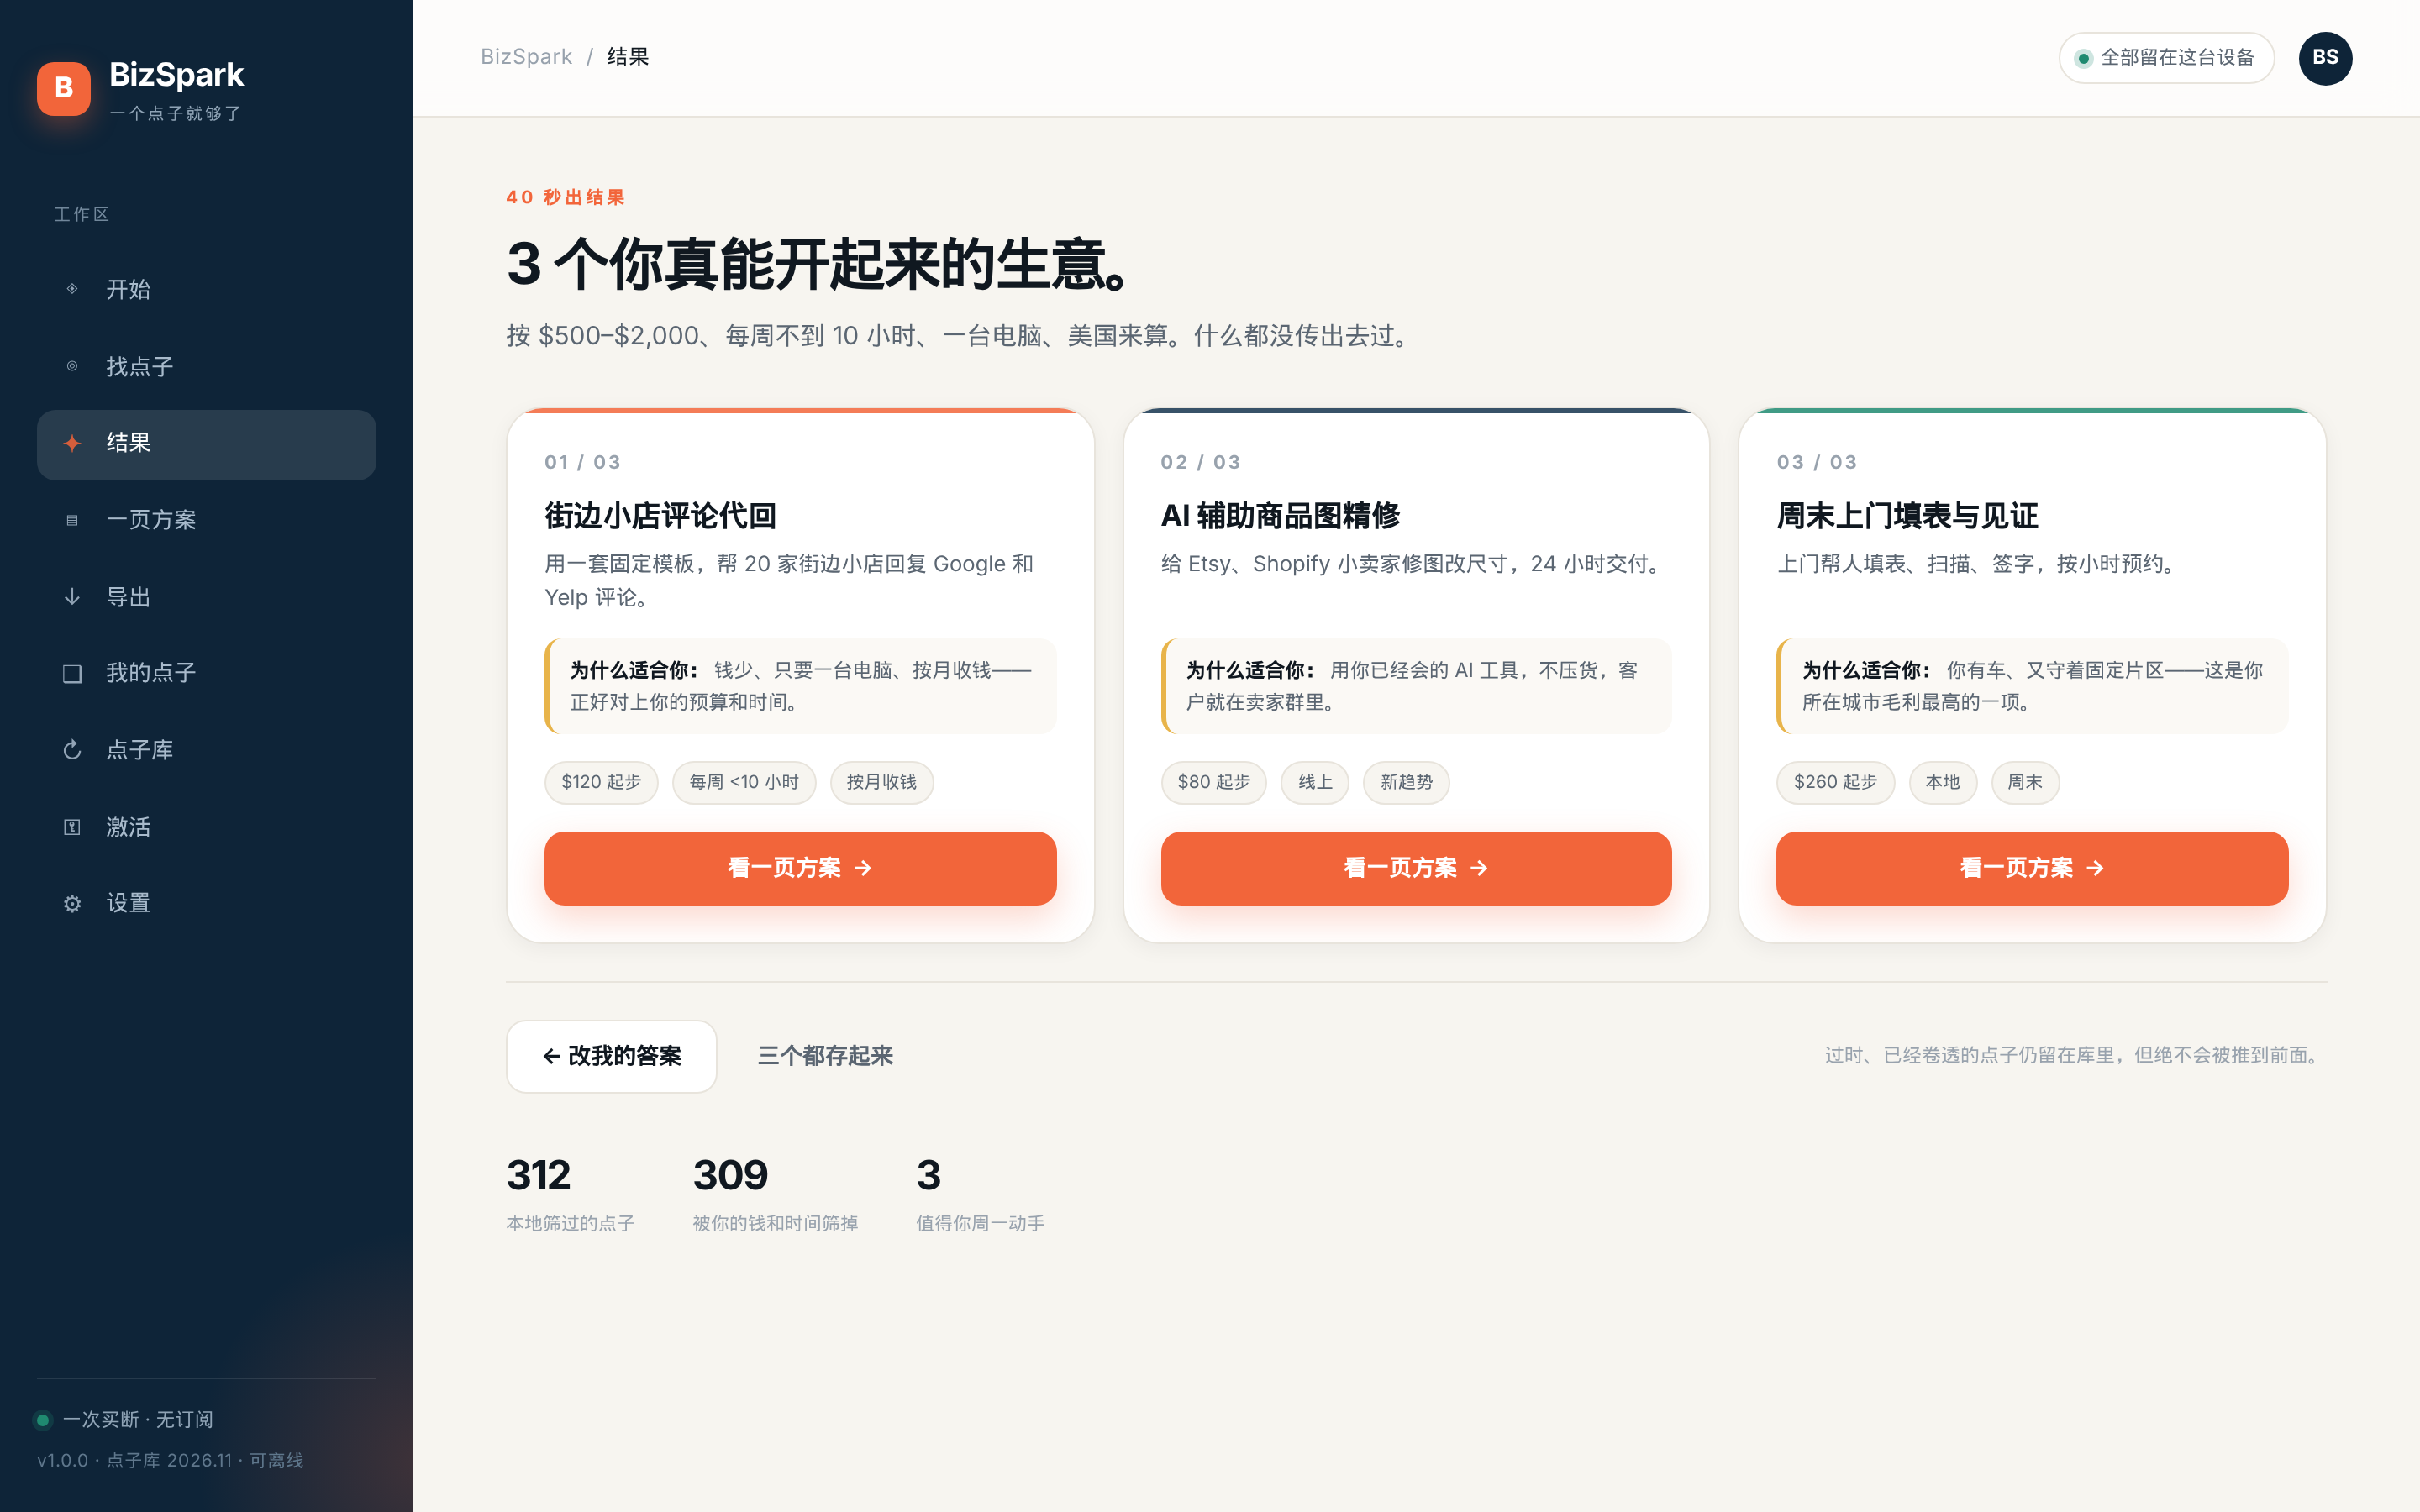 B
BizSpark
一个点子就够了
工作区
开始
找点子
结果
一页方案
导出
我的点子
点子库
激活
设置
一次买断 · 无订阅
v1.0.0 · 点子库 2026.11 · 可离线
BizSpark / 结果
全部留在这台设备
BS
40 秒出结果
3 个你真能开起来的生意。
按 $500–$2,000、每周不到 10 小时、一台电脑、美国来算。什么都没传出去过。
01 / 03
街边小店评论代回
用一套固定模板，帮 20 家街边小店回复 Google 和
Yelp 评论。
为什么适合你： 钱少、只要一台电脑、按月收钱——
正好对上你的预算和时间。
$120 起步
每周 <10 小时
按月收钱
看一页方案 →
02 / 03
AI 辅助商品图精修
给 Etsy、Shopify 小卖家修图改尺寸，24 小时交付。
为什么适合你： 用你已经会的 AI 工具，不压货，客
户就在卖家群里。
$80 起步
线上
新趋势
看一页方案 →
03 / 03
周末上门填表与见证
上门帮人填表、扫描、签字，按小时预约。
为什么适合你： 你有车、又守着固定片区——这是你
所在城市毛利最高的一项。
$260 起步
本地
周末
看一页方案 →
← 改我的答案
三个都存起来
过时、已经卷透的点子仍留在库里，但绝不会被推到前面。
312
本地筛过的点子
309
被你的钱和时间筛掉
3
值得你周一动手